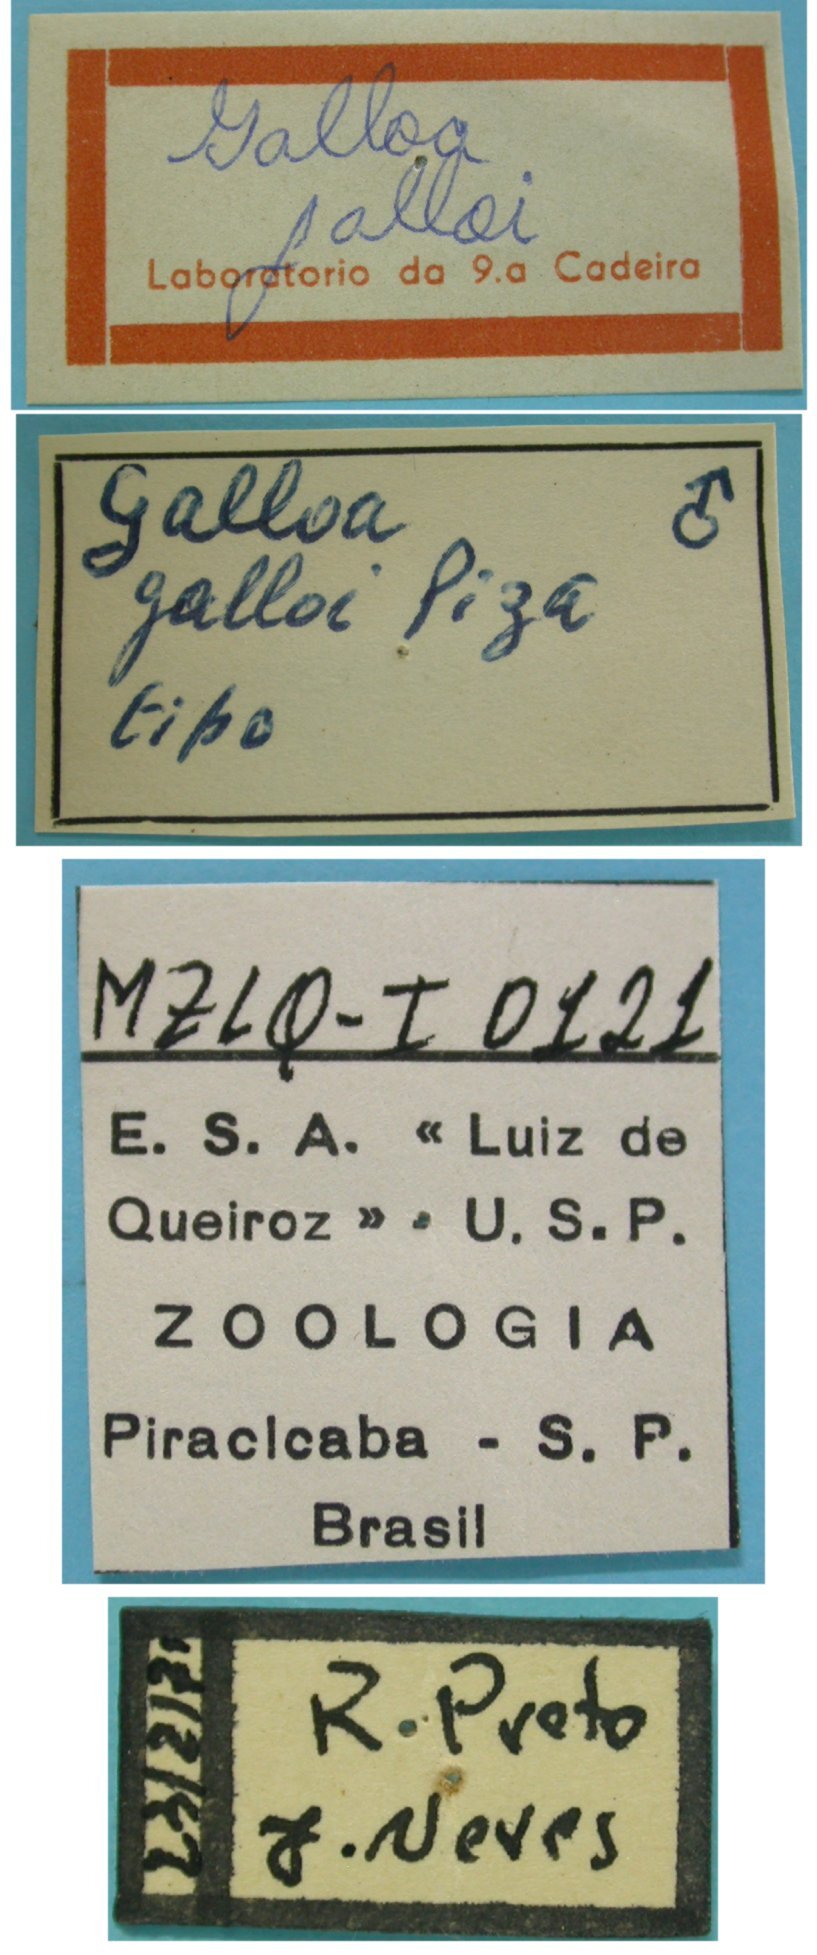 Galloa
galloi
Laboratorio da 9.a Cadeira
Galloa ♂
galloi Piza
tipo
MZLQ-I 0121
E. S. A. « Luiz de
Queiroz » - U. S. P.
ZOOLOGIA
Piracicaba - S. P.
Brasil
R. Preto
Neves